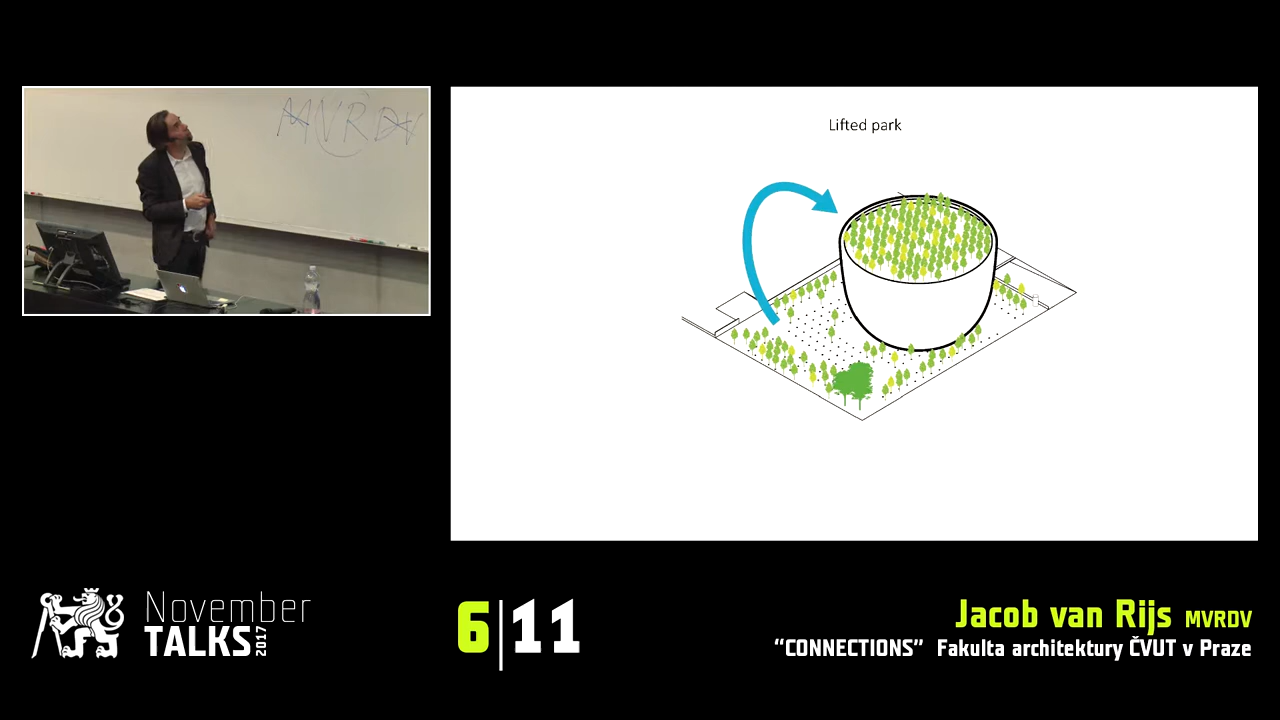 MVRDV
Lifted park
November
TALKS 2017
6|11
Jacob van Rijs MVRDV
“CONNECTIONS” Fakulta architektury ČVUT v Praze